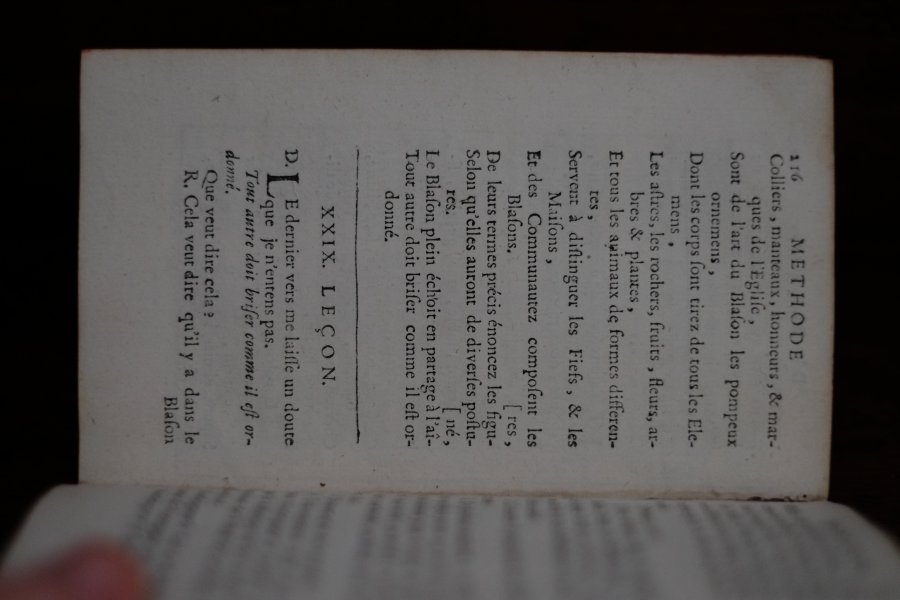 216 METHODE
Colliers, manteaux, honneurs, & mar-
ques de l'Egliſe,
Sont de l'art du Blaſon les pompeux
ornemens,
Dont les corps ſont tirez de tous les Ele-
mens,
Les aſtres, les rochers, fruits, fleurs, ar-
bres & plantes,
Et tous les animaux de formes differen-
tes,
Servent à diſtinguer les Fiefs, & les
Maiſons,
Et des Communautez compoſent les
Blaſons. [res,
De leurs termes précis énoncez les figu-
Selon qu'elles auront de diverſes poſtu-
res. [né,
Le Blaſon plein échoit en partage à l'aî-
Tout autre doit briſer comme il eſt or-
donné.
XXIX. LEÇON.
D. LE dernier vers me laiſſe un doute
que je n'entens pas.
Tout autre doit briſer comme il eſt or-
donné.
Que veut dire cela?
R. Cela veut dire qu'il y a dans le
Blaſon